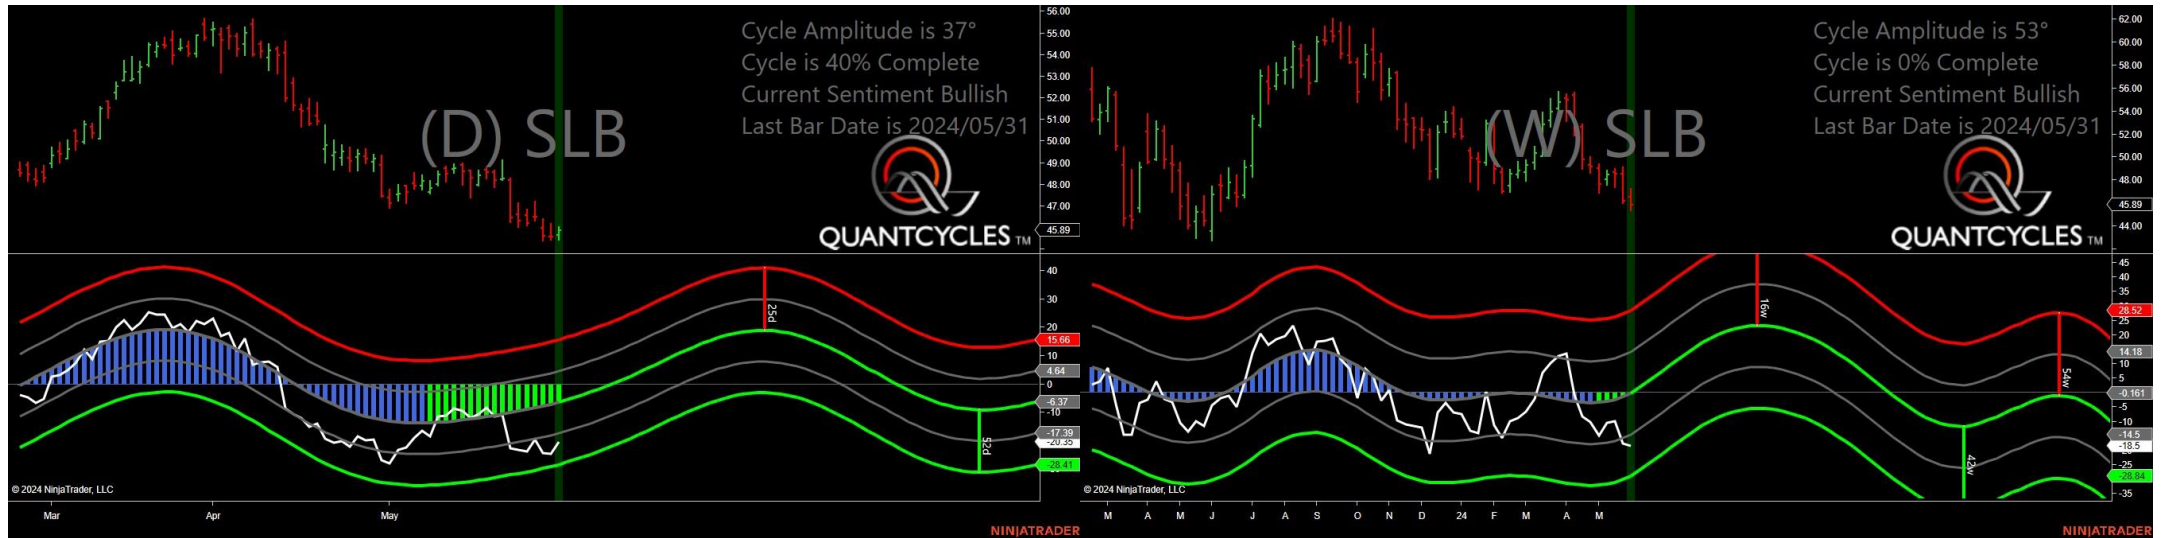 Cycle Amplitude is 37°
Cycle is 40% Complete
Current Sentiment Bullish
Last Bar Date is 2024/05/31
(D) SLB
QUANTCYCLES TM
56.00
55.00
54.00
53.00
52.00
51.00
50.00
49.00
48.00
47.00
45.89
40
30
20
15.66
10
4.64
0
-6.37
-10
-17.39
-20.35
-28.41
25d
52d
© 2024 NinjaTrader, LLC
Mar Apr May
NINJATRADER
Cycle Amplitude is 53°
Cycle is 0% Complete
Current Sentiment Bullish
Last Bar Date is 2024/05/31
(W) SLB
QUANTCYCLES TM
62.00
60.00
58.00
56.00
54.00
52.00
50.00
48.00
45.89
44.00
45
40
35
28.52
25
20
14.18
10
5
-0.161
-5
-10
-14.5
-18.5
-25
-28.84
-35
16w
54w
42w
© 2024 NinjaTrader, LLC
M A M J J A S O N D 24 F M A M
NINJATRADER